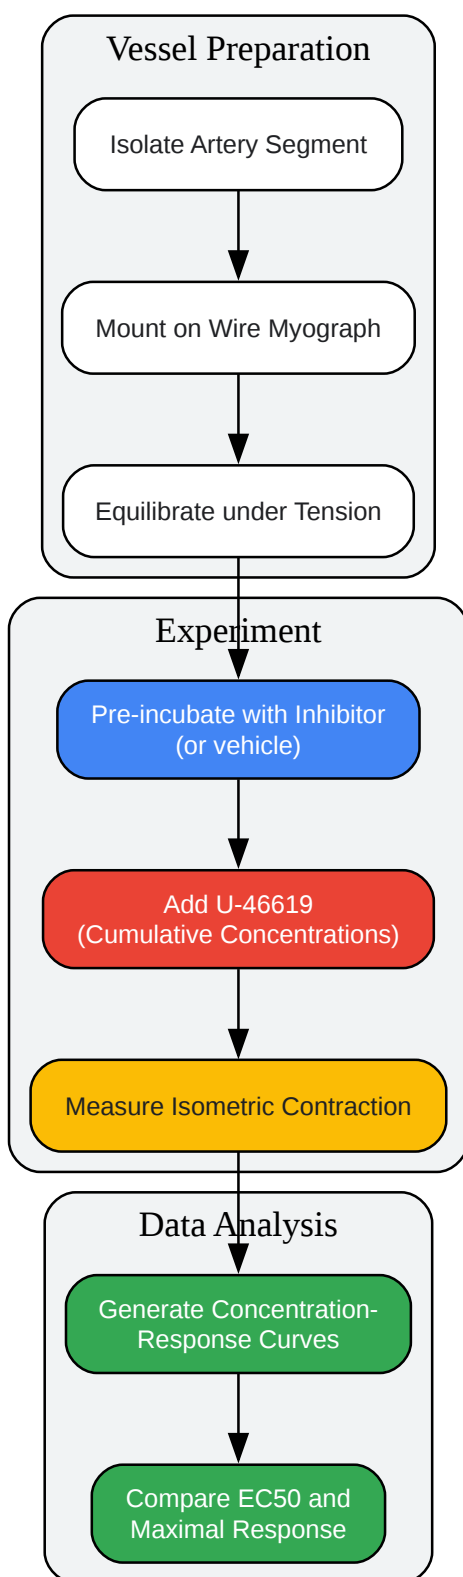 Vessel Preparation
Isolate Artery Segment
Mount on Wire Myograph
Equilibrate under Tension
Experiment
Pre-incubate with Inhibitor
(or vehicle)
Add U-46619
(Cumulative Concentrations)
Measure Isometric Contraction
Data Analysis
Generate Concentration-
Response Curves
Compare EC50 and
Maximal Response